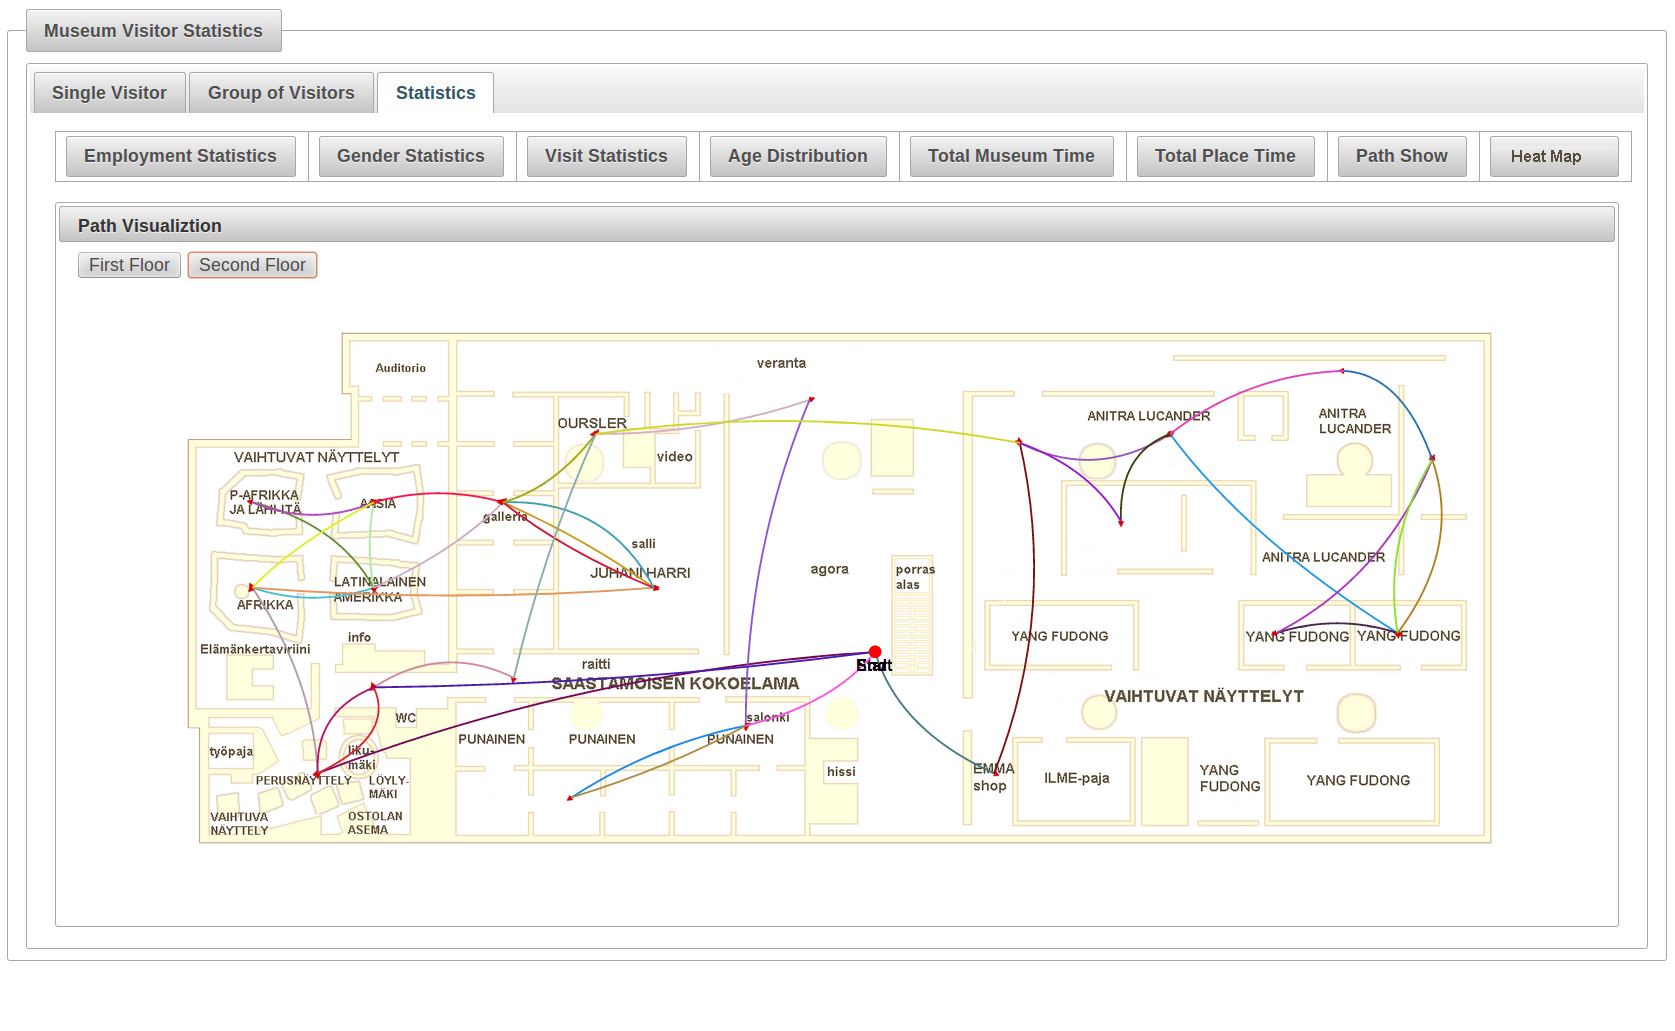 Museum Visitor Statistics
Single Visitor
Group of Visitors
Statistics
Employment Statistics
Gender Statistics
Visit Statistics
Age Distribution
Total Museum Time
Total Place Time
Path Show
Heat Map
Path Visualiztion
First Floor
Second Floor
Auditorio
veranta
OURSLER
video
ANITRA LUCANDER
ANITRA
LUCANDER
VAIHTUVAT NÄYTTELYT
P-AFRIKKA
JA LÄHI-ITÄ
AASIA
galleria
salli
JUHANI HARRI
agora
porras
alas
ANITRA LUCANDER
LATINALAINEN
AMERIKKA
AFRIKKA
info
Elämänkertaviriini
raitti
SAASTAMOISEN KOKOELAMA
YANG FUDONG
YANG FUDONG
YANG FUDONG
VAIHTUVAT NÄYTTELYT
WC
salonki
PUNAINEN
PUNAINEN
PUNAINEN
työpaja
liku-
mäki
PERUSNÄYTTELY
LÖYLY-
MÄKI
hissi
EMMA
shop
ILME-paja
YANG
FUDONG
YANG FUDONG
VAIHTUVA
NÄYTTELY
OSTOLAN
ASEMA